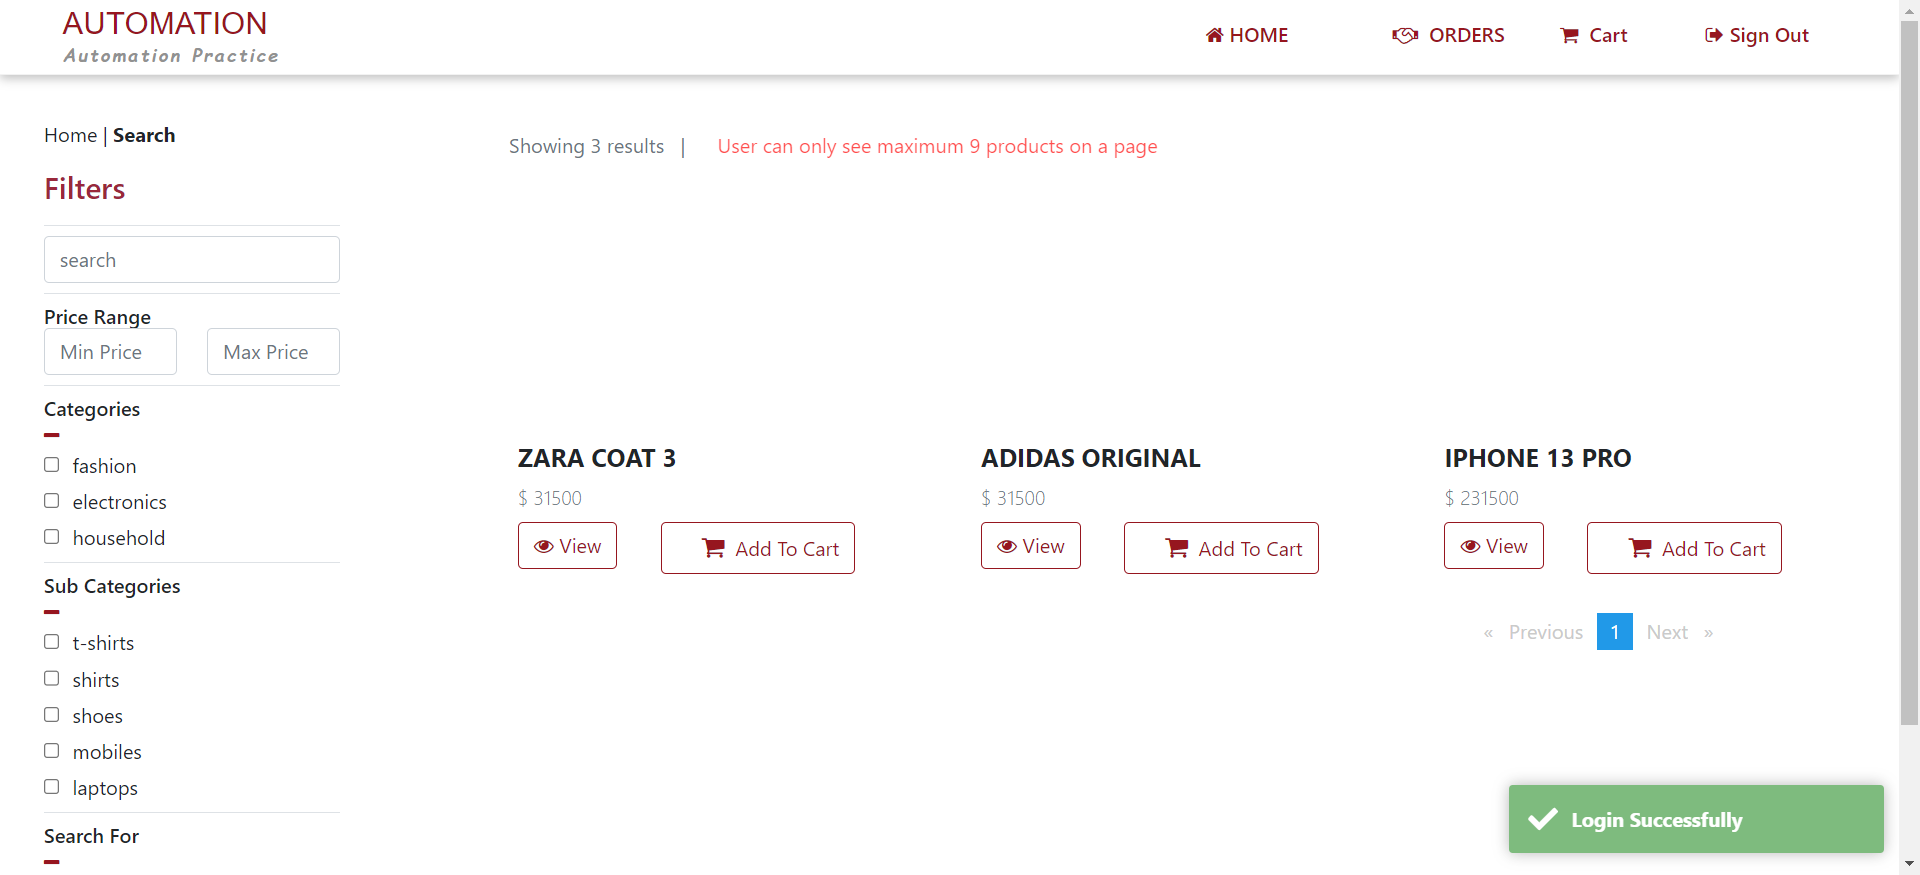 AUTOMATION
Automation Practice
HOME
ORDERS
Cart
Sign Out
Home | Search
Showing 3 results |
User can only see maximum 9 products on a page
Filters
search
Price Range
Min Price
Max Price
Categories
fashion
electronics
household
Sub Categories
t-shirts
shirts
shoes
mobiles
laptops
Search For
ZARA COAT 3
$ 31500
View
Add To Cart
ADIDAS ORIGINAL
$ 31500
View
Add To Cart
IPHONE 13 PRO
$ 231500
View
Add To Cart
« Previous 1 Next »
Login Successfully